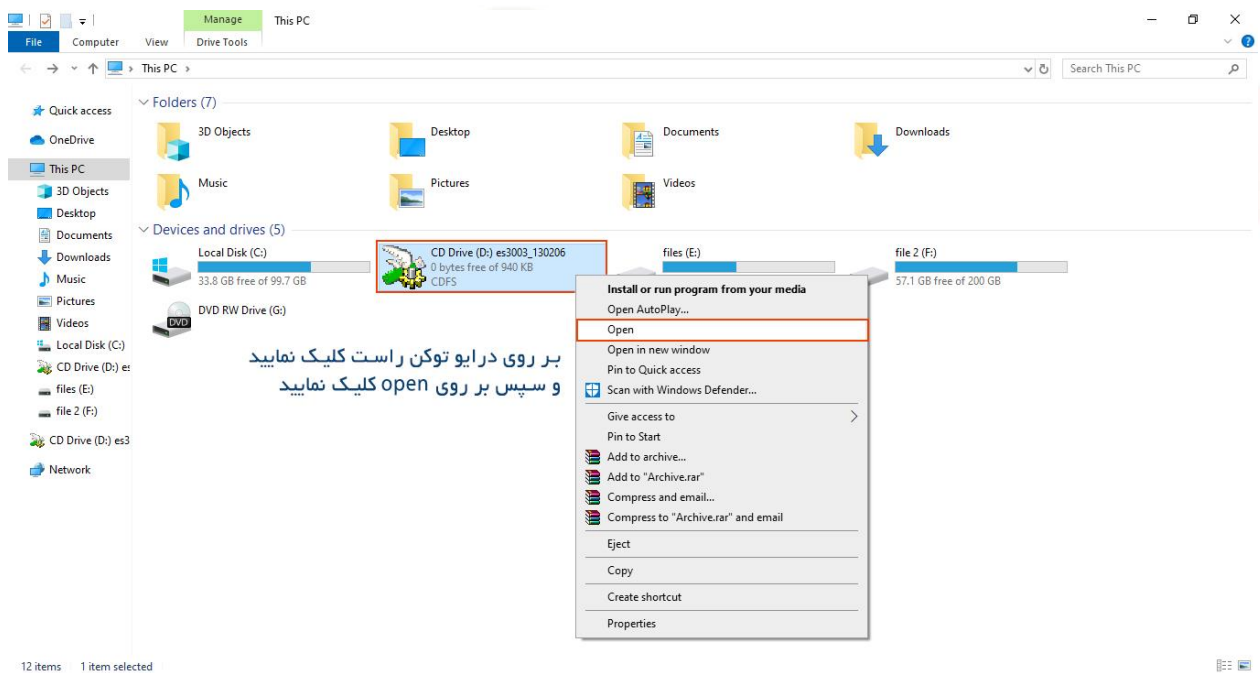 Manage
This PC
File
Computer
View
Drive Tools
This PC
Search This PC
Quick access
OneDrive
This PC
3D Objects
Desktop
Documents
Downloads
Music
Pictures
Videos
Local Disk (C:)
CD Drive (D:) es
files (E:)
file 2 (F:)
CD Drive (D:) es3
Network
Folders (7)
3D Objects
Desktop
Documents
Downloads
Music
Pictures
Videos
Devices and drives (5)
Local Disk (C:)
33.8 GB free of 99.7 GB
CD Drive (D:) es3003_130206
0 bytes free of 940 KB
CDFS
files (E:)
file 2 (F:)
57.1 GB free of 200 GB
DVD
DVD RW Drive (G:)
بر روی درایو توکن راست کلیک نمایید
و سپس بر روی open کلیک نمایید
Install or run program from your media
Open AutoPlay...
Open
Open in new window
Pin to Quick access
Scan with Windows Defender...
Give access to
Pin to Start
Add to archive...
Add to "Archive.rar"
Compress and email...
Compress to "Archive.rar" and email
Eject
Copy
Create shortcut
Properties
12 items
1 item selected